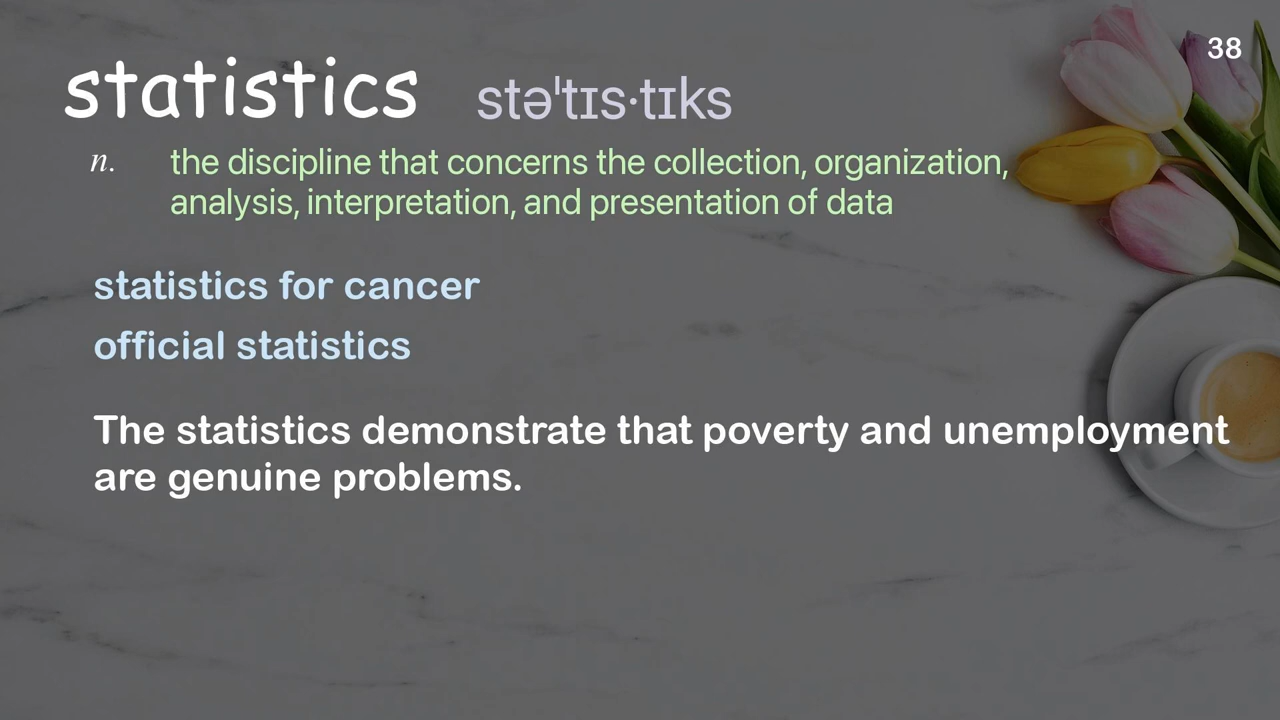 38
statistics stəˈtɪs·tɪks
n. the discipline that concerns the collection, organization,
analysis, interpretation, and presentation of data
statistics for cancer
official statistics
The statistics demonstrate that poverty and unemployment
are genuine problems.